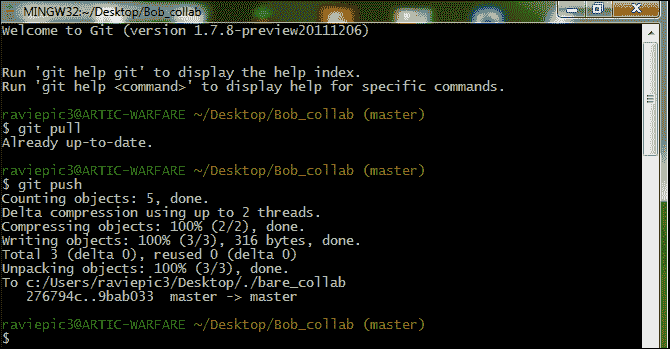 MINGW32:~/Desktop/Bob_collab
Welcome to Git (version 1.7.8-preview20111206)
Run 'git help git' to display the help index.
Run 'git help <command>' to display help for specific commands.
raviepic3@ARTIC-WARFARE ~/Desktop/Bob_collab (master)
$ git pull
Already up-to-date.
raviepic3@ARTIC-WARFARE ~/Desktop/Bob_collab (master)
$ git push
Counting objects: 5, done.
Delta compression using up to 2 threads.
Compressing objects: 100% (2/2), done.
Writing objects: 100% (3/3), 316 bytes, done.
Total 3 (delta 0), reused 0 (delta 0)
Unpacking objects: 100% (3/3), done.
To c:/Users/raviepic3/Desktop/./bare_collab
276794c..9bab033  master -> master
raviepic3@ARTIC-WARFARE ~/Desktop/Bob_collab (master)
$